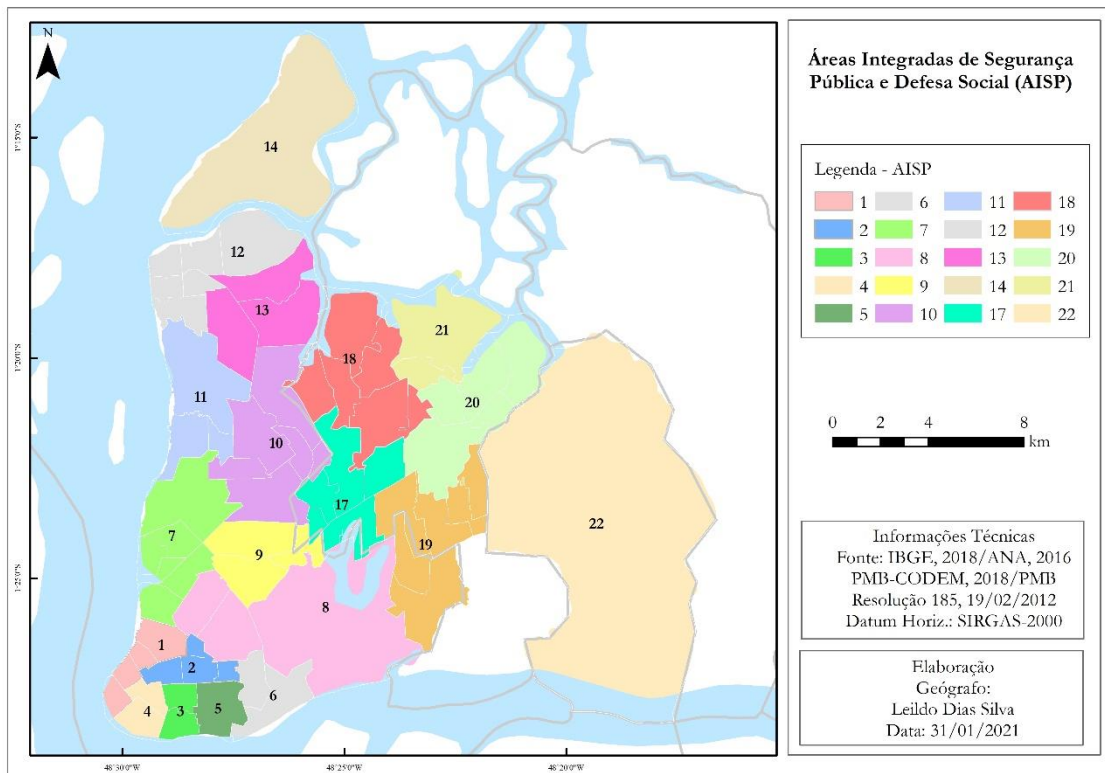 N
14
12
13
11
10
18
21
20
17
7
9
19
22
8
1
2
6
4
3
5
1°15'0"S
1°20'0"S
1°25'0"S
48°30'0"W
48°25'0"W
48°20'0"W
Áreas Integradas de Segurança
Pública e Defesa Social (AISP)
Legenda - AISP
1 6 11 18
2 7 12 19
3 8 13 20
4 9 14 21
5 10 17 22
0 2 4 8
km
Informações Técnicas
Fonte: IBGE, 2018/ANA, 2016
PMB-CODEM, 2018/PMB
Resolução 185, 19/02/2012
Datum Horiz.: SIRGAS-2000
Elaboração
Geógrafo:
Leildo Dias Silva
Data: 31/01/2021